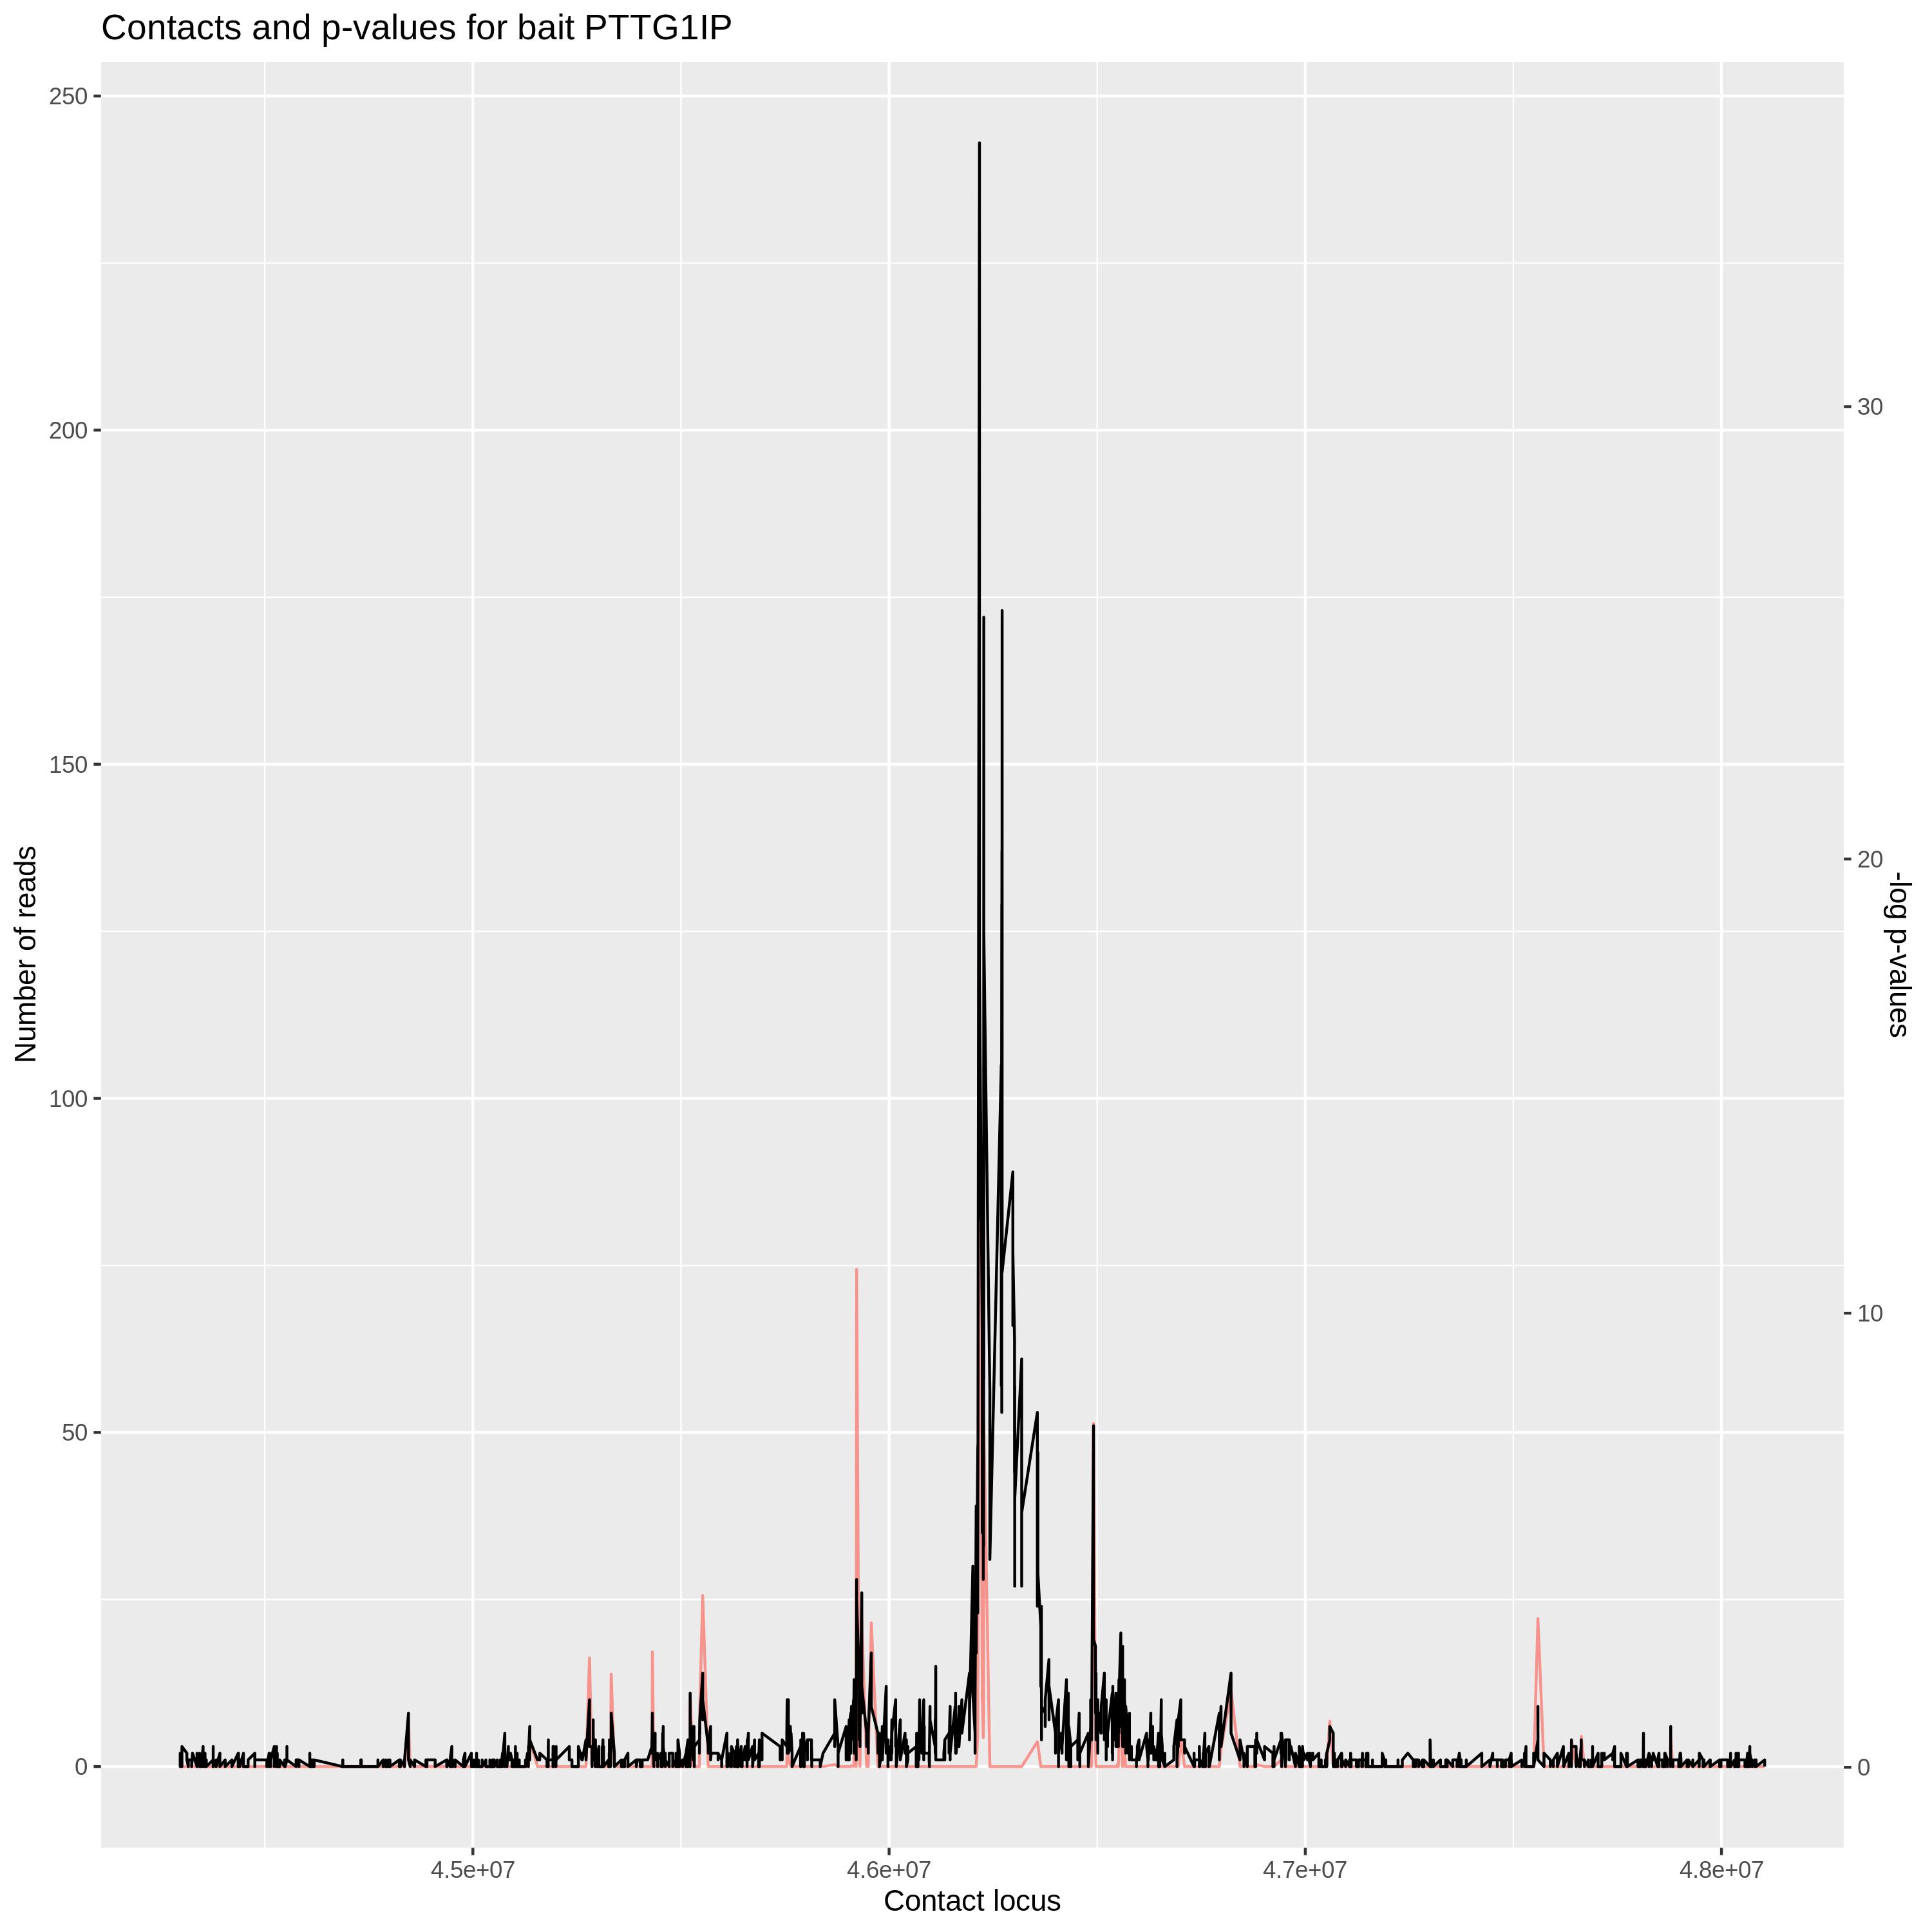 Contacts and p-values for bait PTTG1IP
250
200
150
100
50
0
Number of reads
30
20
10
0
-log p-values
4.5e+07
4.6e+07
4.7e+07
4.8e+07
Contact locus